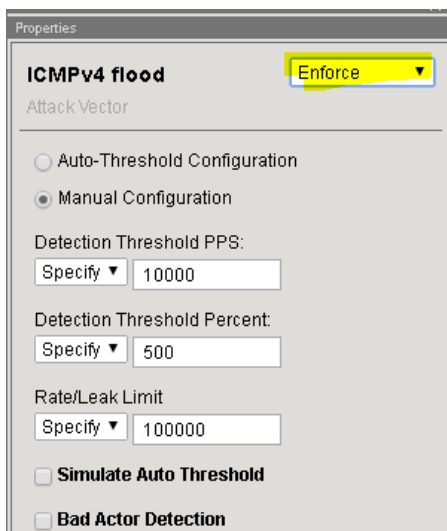 Properties
ICMPv4 flood Enforce
Attack Vector
Auto-Threshold Configuration
Manual Configuration
Detection Threshold PPS:
Specify 10000
Detection Threshold Percent:
Specify 500
Rate/Leak Limit
Specify 100000
Simulate Auto Threshold
Bad Actor Detection